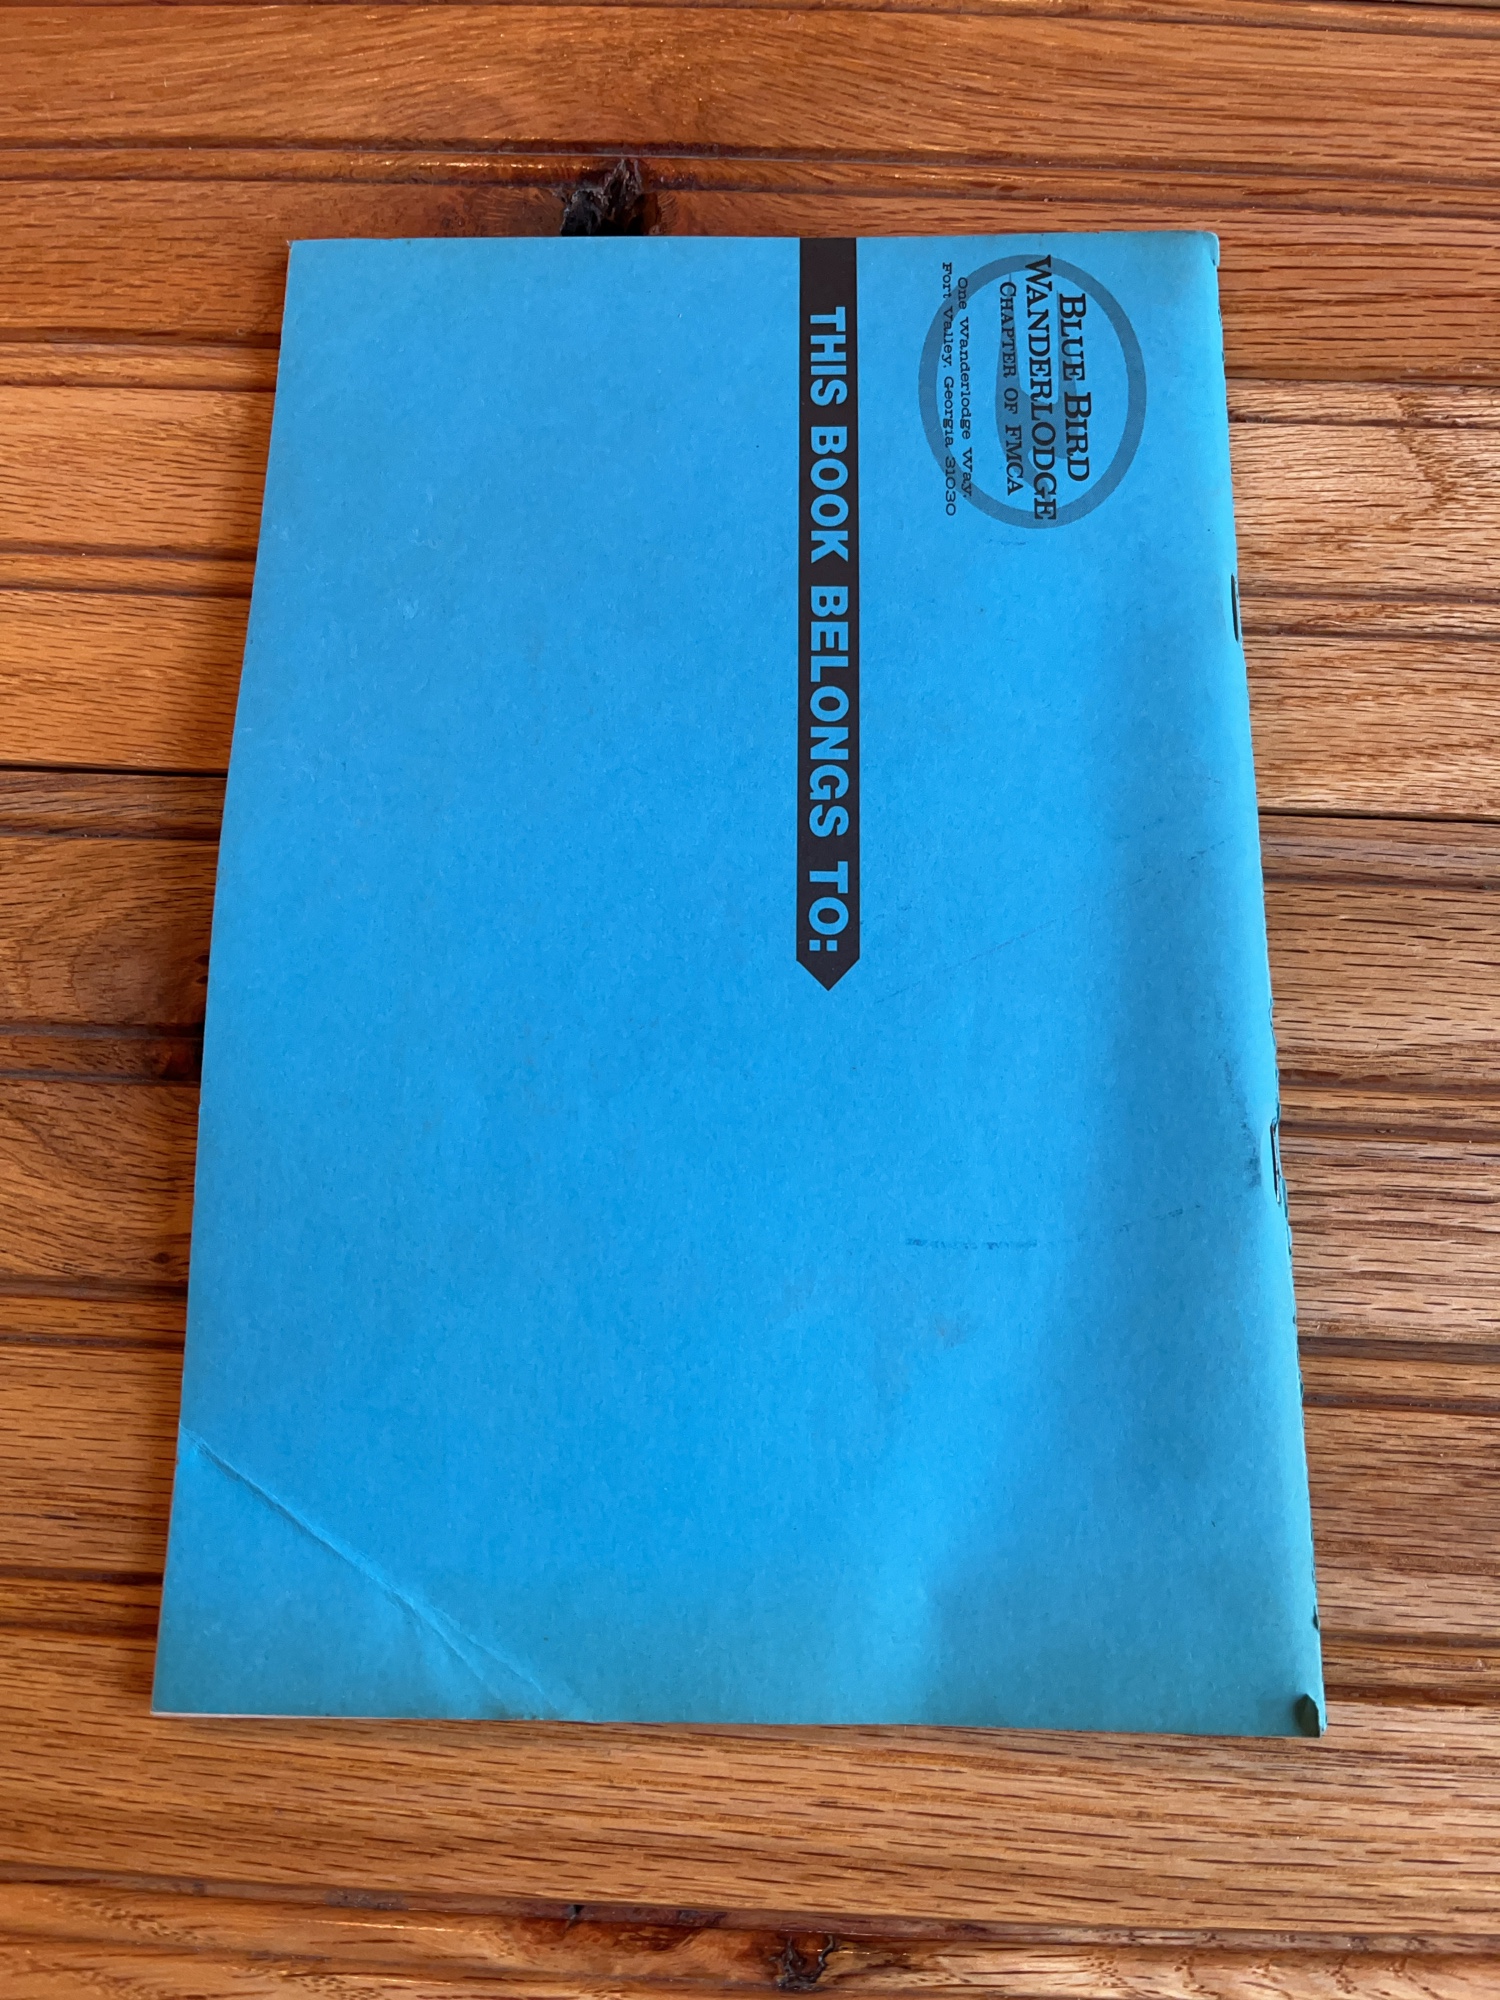 BLUE BIRD
WANDERLODGE
CHAPTER OF FMCA
One Wanderlodge Way,
Fort Valley, Georgia 31030
THIS BOOK BELONGS TO: